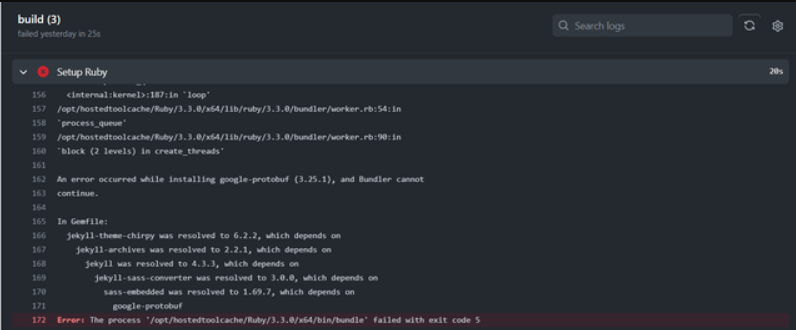 build (3)
failed yesterday in 25s
Search logs
Setup Ruby
20s
156 <internal:kernel>:187:in `loop'
157 /opt/hostedtoolcache/Ruby/3.3.0/x64/lib/ruby/3.3.0/bundler/worker.rb:54:in
158 `process_queue'
159 /opt/hostedtoolcache/Ruby/3.3.0/x64/lib/ruby/3.3.0/bundler/worker.rb:90:in
160 `block (2 levels) in create_threads'
161
162 An error occurred while installing google-protobuf (3.25.1), and Bundler cannot
163 continue.
164
165 In Gemfile:
166 jekyll-theme-chirpy was resolved to 6.2.2, which depends on
167 jekyll-archives was resolved to 2.2.1, which depends on
168 jekyll was resolved to 4.3.3, which depends on
169 jekyll-sass-converter was resolved to 3.0.0, which depends on
170 sass-embedded was resolved to 1.69.7, which depends on
171 google-protobuf
172 Error: The process '/opt/hostedtoolcache/Ruby/3.3.0/x64/bin/bundle' failed with exit code 5